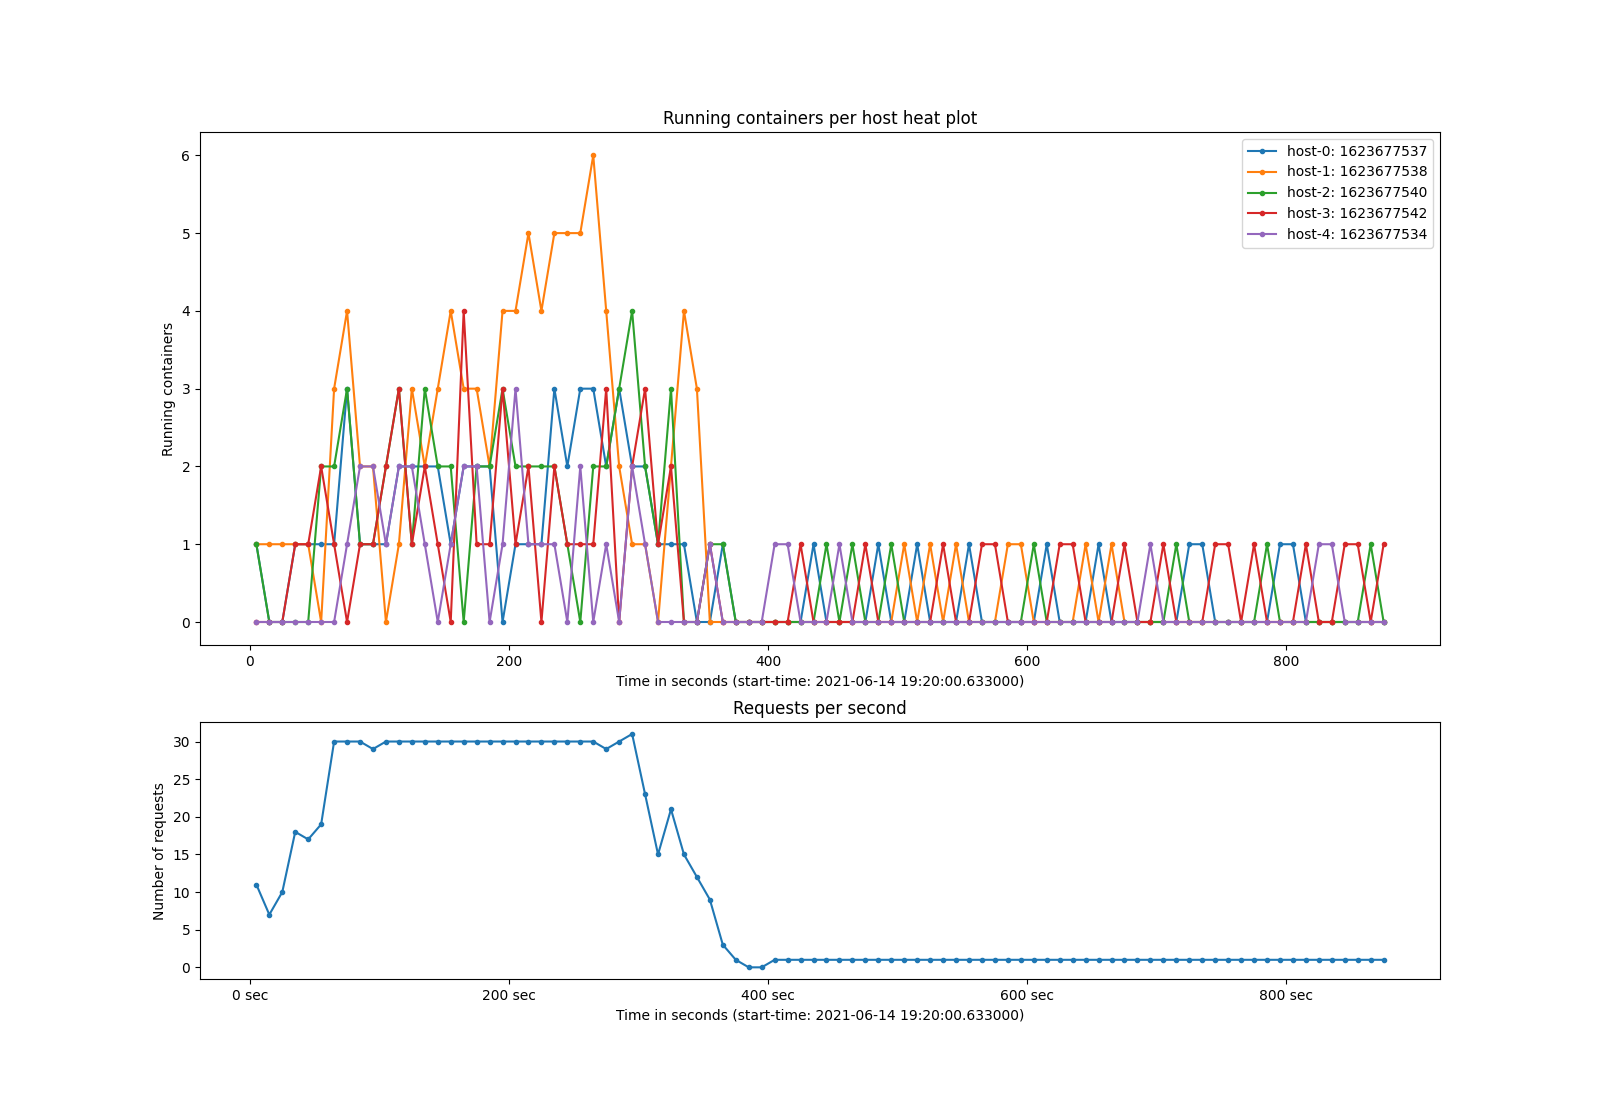 Running containers per host heat plot
Running containers
6
5
4
3
2
1
0
host-0: 1623677537
host-1: 1623677538
host-2: 1623677540
host-3: 1623677542
host-4: 1623677534
0 200 400 600 800
Time in seconds (start-time: 2021-06-14 19:20:00.633000)
Requests per second
Number of requests
30
25
20
15
10
5
0
0 sec 200 sec 400 sec 600 sec 800 sec
Time in seconds (start-time: 2021-06-14 19:20:00.633000)